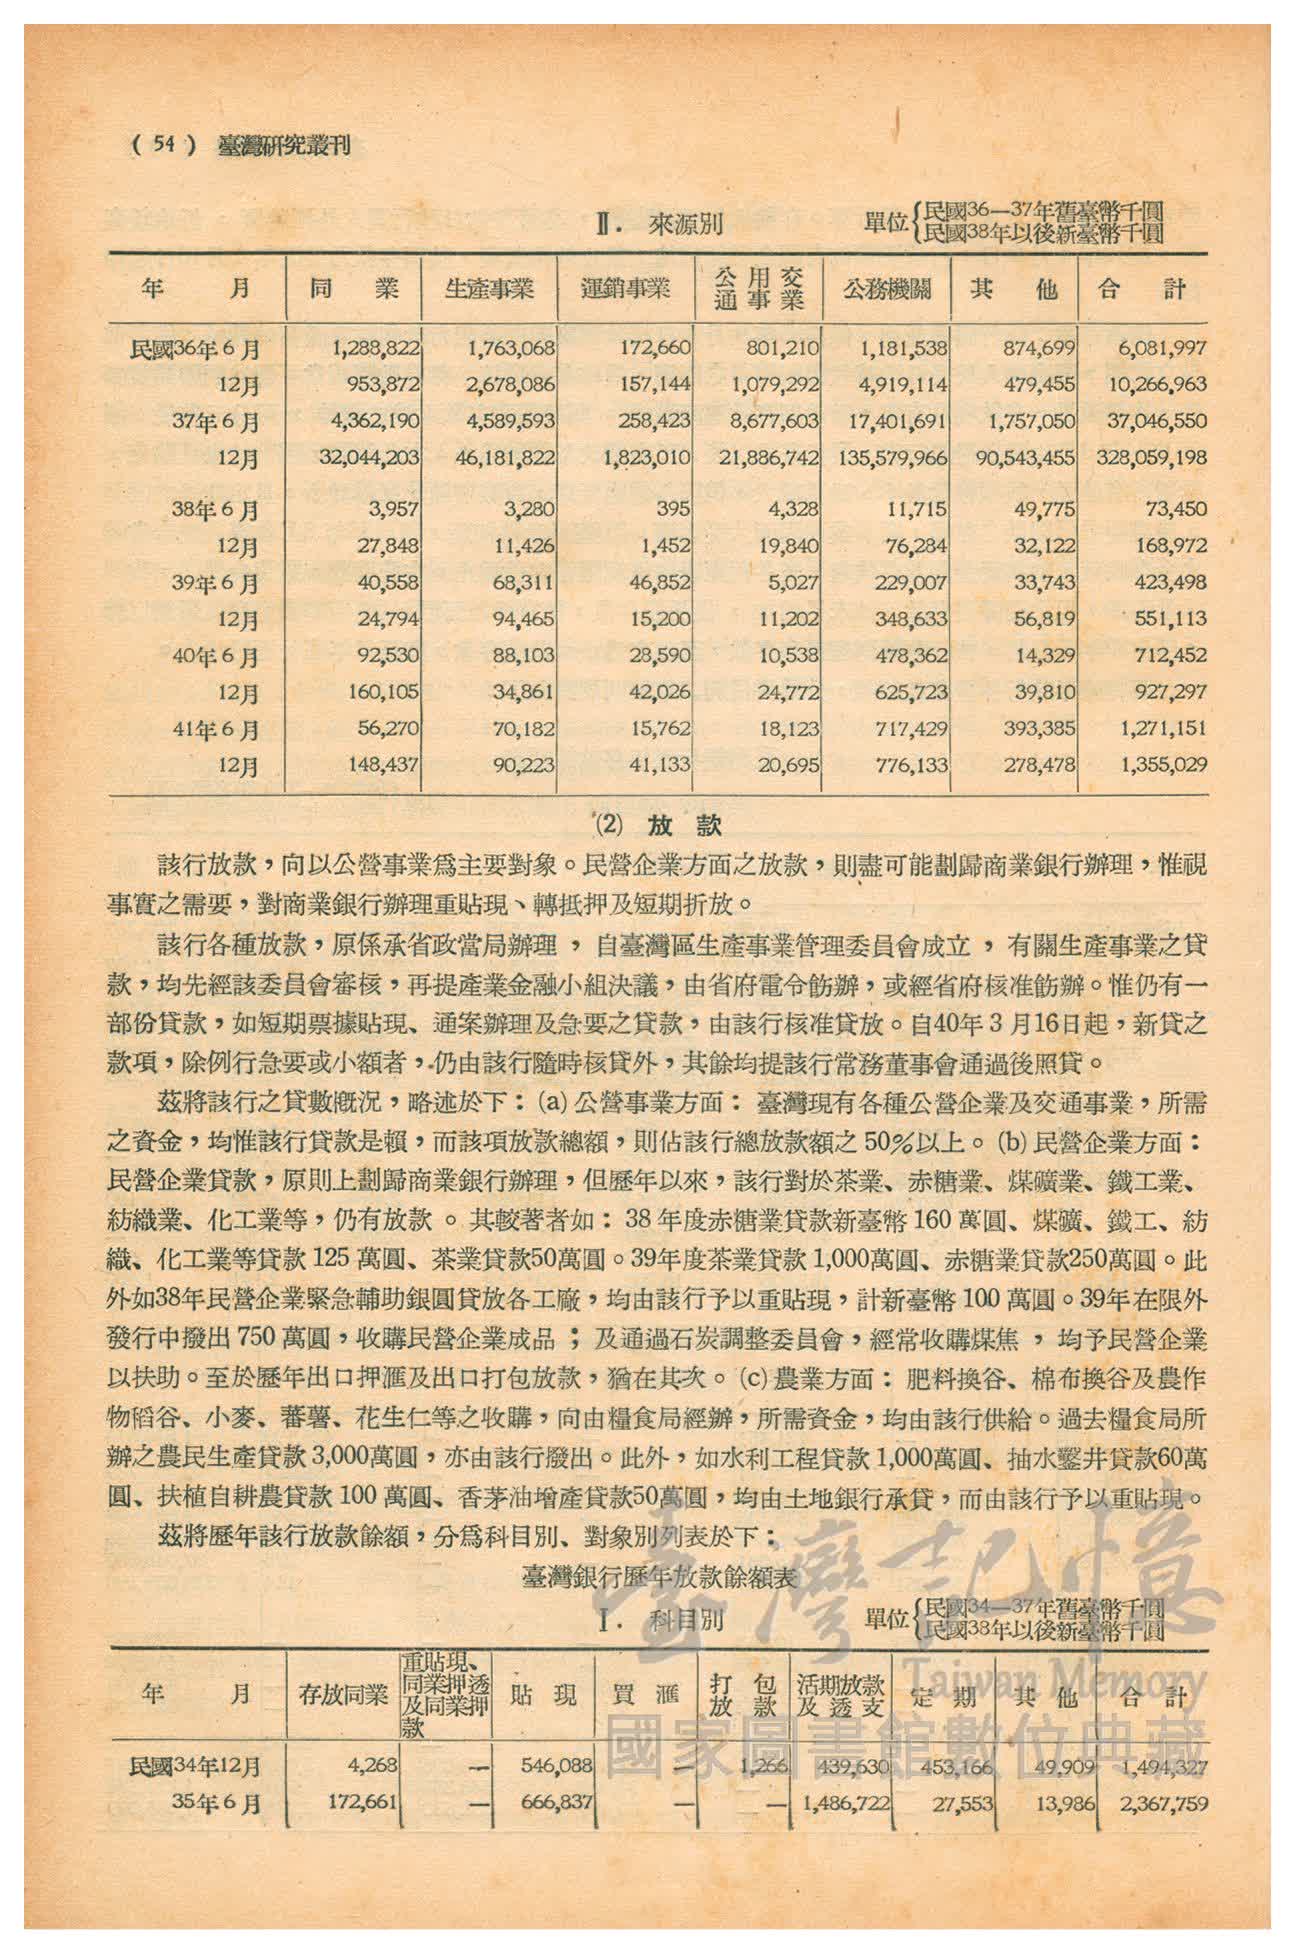 ( 54 ) 臺灣研究叢刊
Ⅱ. 來源別 單位{民國36—37年舊臺幣千圓
民國38年以後新臺幣千圓
年 月 同 業 生產事業 運銷事業 公用交通事業 公務機關 其 他 合 計
民國36年6月 1,288,822 1,763,068 172,660 801,210 1,181,538 874,699 6,081,997
12月 953,872 2,678,086 157,144 1,079,292 4,919,114 479,455 10,266,963
37年6月 4,362,190 4,589,593 258,423 8,677,603 17,401,691 1,757,050 37,046,550
12月 32,044,203 46,181,822 1,823,010 21,886,742 135,579,966 90,543,455 328,059,198
38年6月 3,957 3,280 395 4,328 11,715 49,775 73,450
12月 27,848 11,426 1,452 19,840 76,284 32,122 168,972
39年6月 40,558 68,311 46,852 5,027 229,007 33,743 423,498
12月 24,794 94,465 15,200 11,202 348,633 56,819 551,113
40年6月 92,530 88,103 28,590 10,538 478,362 14,329 712,452
12月 160,105 34,861 42,026 24,772 625,723 39,810 927,297
41年6月 56,270 70,182 15,762 18,123 717,429 393,385 1,271,151
12月 148,437 90,223 41,133 20,695 776,133 278,478 1,355,029
(2) 放 款
該行放款，向以公營事業爲主要對象。民營企業方面之放款，則盡可能劃歸商業銀行辦理，惟視
事實之需要，對商業銀行辦理重貼現、轉抵押及短期折放。
該行各種放款，原係承省政當局辦理，自臺灣區生產事業管理委員會成立，有關生產事業之貸
款，均先經該委員會審核，再提產業金融小組決議，由省府電令飭辦，或經省府核准飭辦。惟仍有一
部份貸款，如短期票據貼現、通案辦理及急要之貸款，由該行核准貸放。自40年3月16日起，新貸之
款項，除例行急要或小額者，仍由該行隨時核貸外，其餘均提該行常務董事會通過後照貸。
茲將該行之貸數概況，略述於下：(a)公營事業方面：臺灣現有各種公營企業及交通事業，所需
之資金，均惟該行貸款是賴，而該項放款總額，則佔該行總放款額之50%以上。(b)民營企業方面：
民營企業貸款，原則上劃歸商業銀行辦理，但歷年以來，該行對於茶業、赤糖業、煤礦業、鐵工業、
紡織業、化工業等，仍有放款。其較著者如：38年度赤糖業貸款新臺幣160萬圓、煤礦、鐵工、紡
織、化工業等貸款125萬圓、茶業貸款50萬圓。39年度茶業貸款1,000萬圓、赤糖業貸款250萬圓。此
外如38年民營企業緊急輔助銀圓貸放各工廠，均由該行予以重貼現，計新臺幣100萬圓。39年在限外
發行中撥出750萬圓，收購民營企業成品；及通過石炭調整委員會，經常收購煤焦，均予民營企業
以扶助。至於歷年出口押滙及出口打包放款，猶在其次。(c)農業方面：肥料換谷、棉布換谷及農作
物稻谷、小麥、蕃薯、花生仁等之收購，向由糧食局經辦，所需資金，均由該行供給。過去糧食局所
辦之農民生產貸款3,000萬圓，亦由該行撥出。此外，如水利工程貸款1,000萬圓、抽水鑿井貸款60萬
圓、扶植自耕農貸款100萬圓、香茅油增產貸款50萬圓，均由土地銀行承貸，而由該行予以重貼現。
茲將歷年該行放款餘額，分爲科目別、對象別列表於下：
臺灣銀行歷年放款餘額表
Ⅰ. 科目別 單位{民國34—37年舊臺幣千圓
民國38年以後新臺幣千圓
年 月 存放同業 重貼現、同業押透及同業押款 貼 現 買 滙 打包放款 活期放款及透支 定 期 其 他 合 計
民國34年12月 4,268 — 546,088 — 1,266 439,630 453,166 49,909 1,494,327
35年6月 172,661 — 666,837 — — 1,486,722 27,553 13,986 2,367,759
臺灣記憶
Taiwan Memory
國家圖書館數位典藏